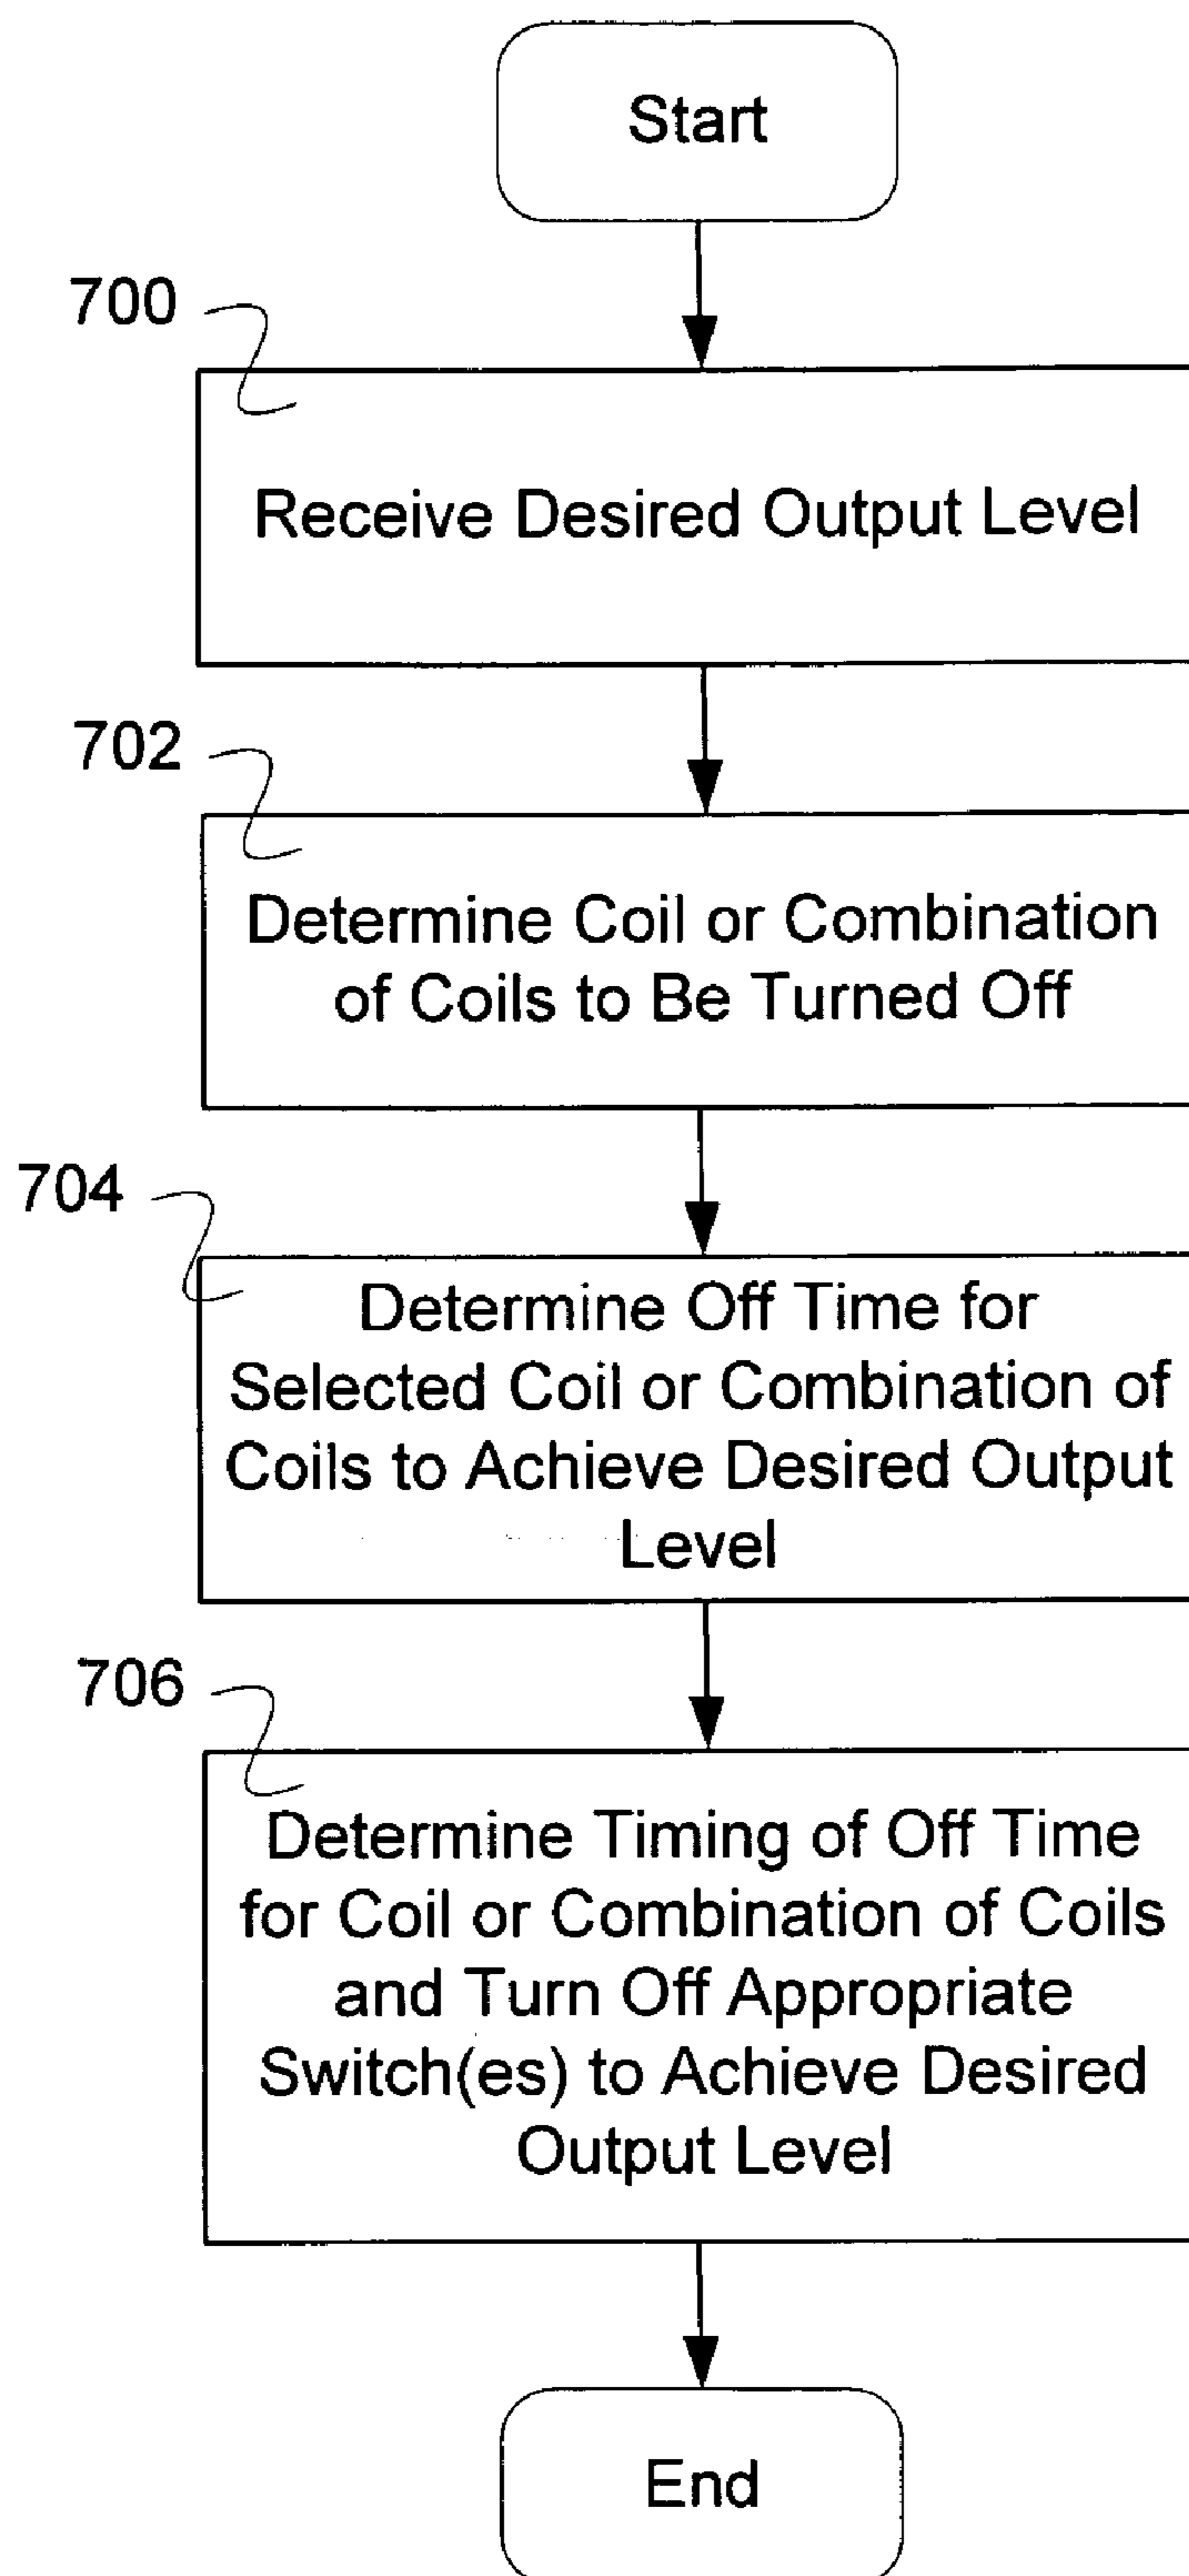 Start
700
Receive Desired Output Level
702
Determine Coil or Combination
of Coils to Be Turned Off
704
Determine Off Time for
Selected Coil or Combination of
Coils to Achieve Desired Output
Level
706
Determine Timing of Off Time
for Coil or Combination of Coils
and Turn Off Appropriate
Switch(es) to Achieve Desired
Output Level
End